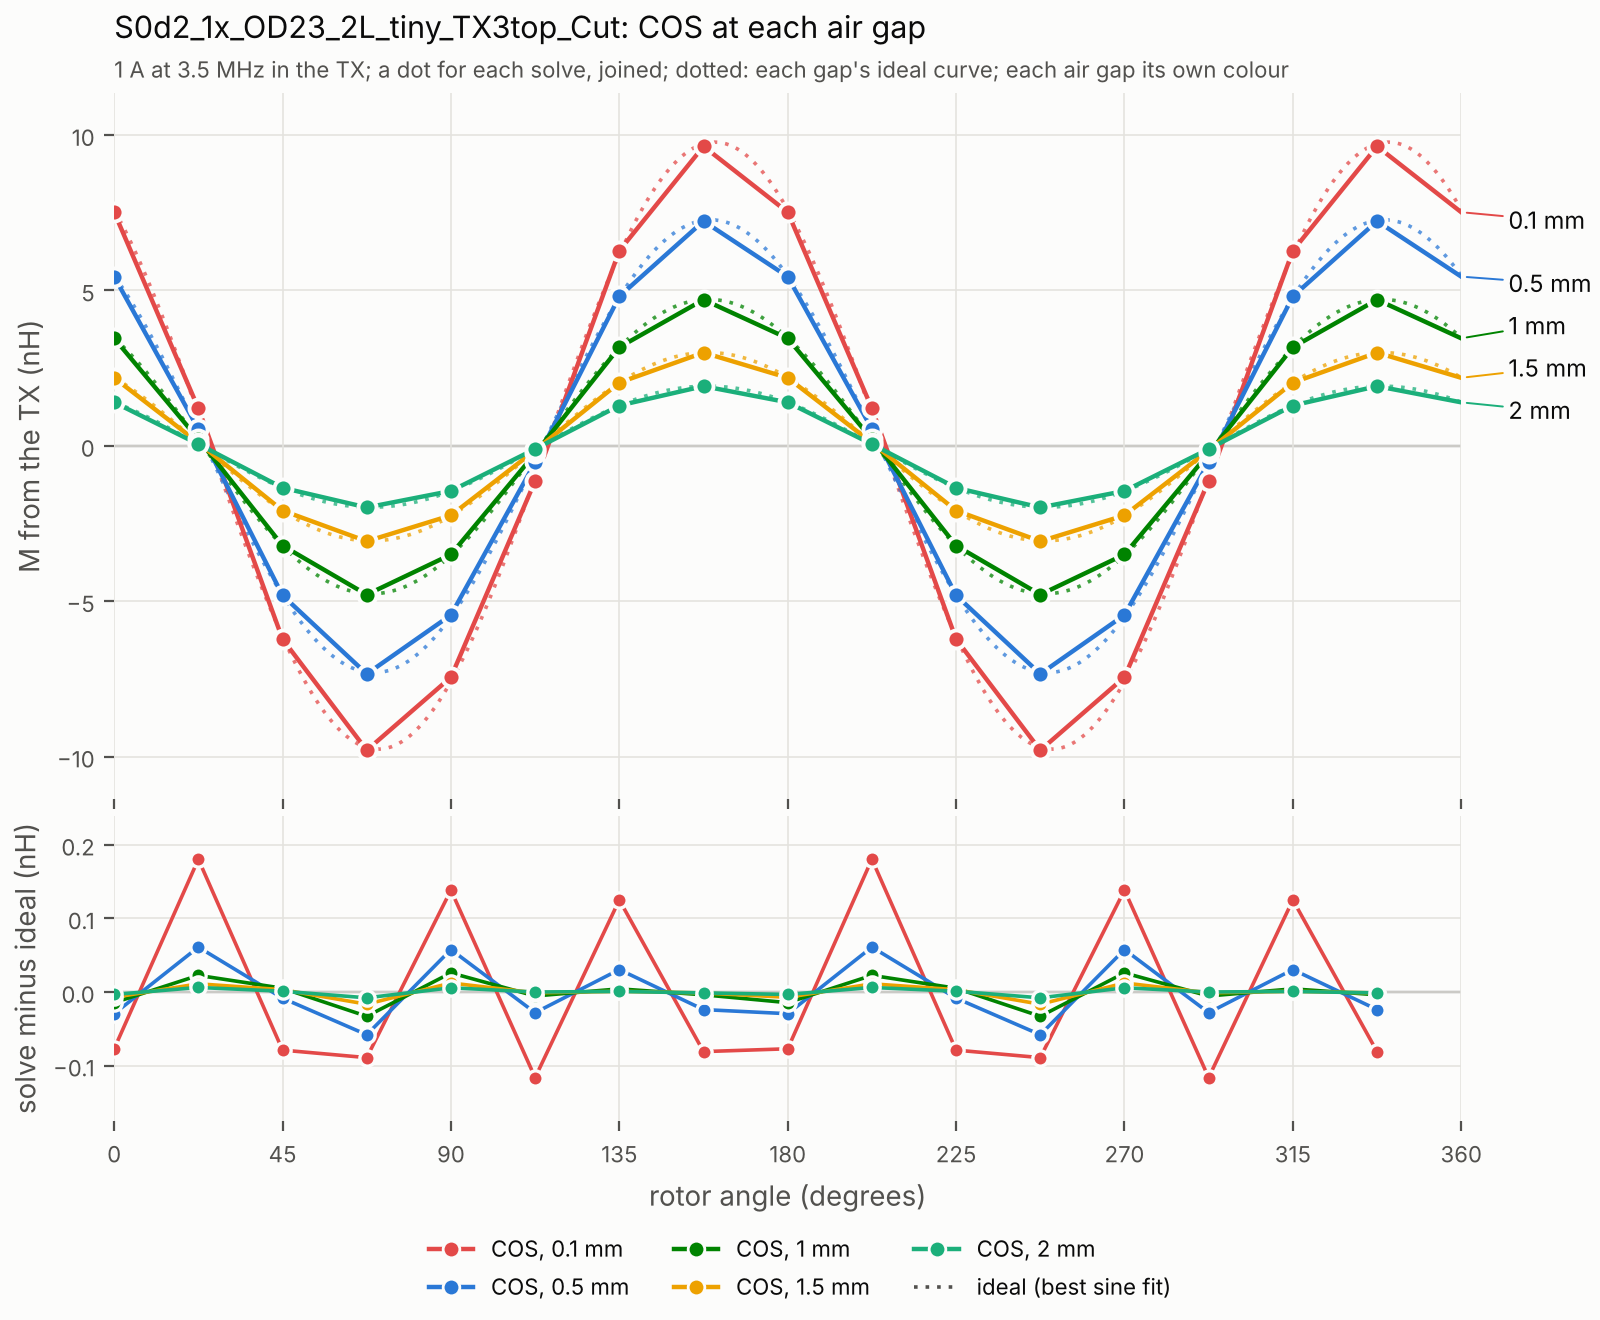 S0d2_1x_OD23_2L_tiny_TX3top_Cut: COS at each air gap
1 A at 3.5 MHz in the TX; a dot for each solve, joined; dotted: each gap's ideal curve; each air gap its own colour
M from the TX (nH)
10
5
0
−5
−10
0.1 mm
0.5 mm
1 mm
1.5 mm
2 mm
solve minus ideal (nH)
0.2
0.1
0.0
−0.1
0 45 90 135 180 225 270 315 360
rotor angle (degrees)
COS, 0.1 mm COS, 1 mm COS, 2 mm
COS, 0.5 mm COS, 1.5 mm ideal (best sine fit)